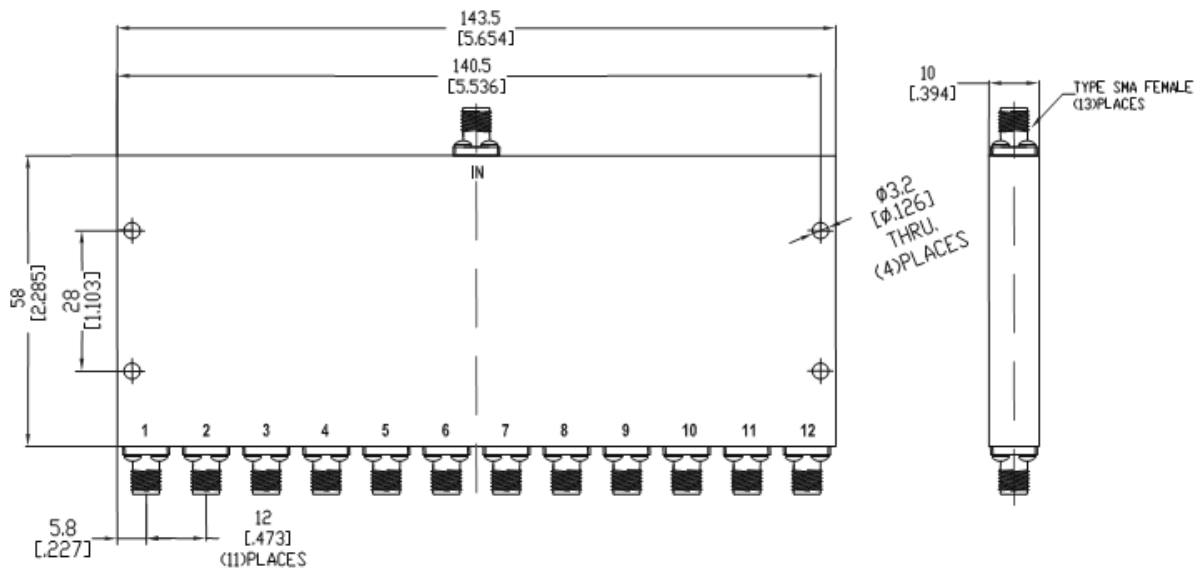 143.5
[5.654]
140.5
[5.536]
10
[.394]
TYPE SMA FEMALE
(13)PLACES
IN
Ø3.2
[Ø.126]
THRU.
(4)PLACES
58
[2.285]
28
[1.103]
1 2 3 4 5 6 7 8 9 10 11 12
5.8
[.227]
12
[.473]
(11)PLACES